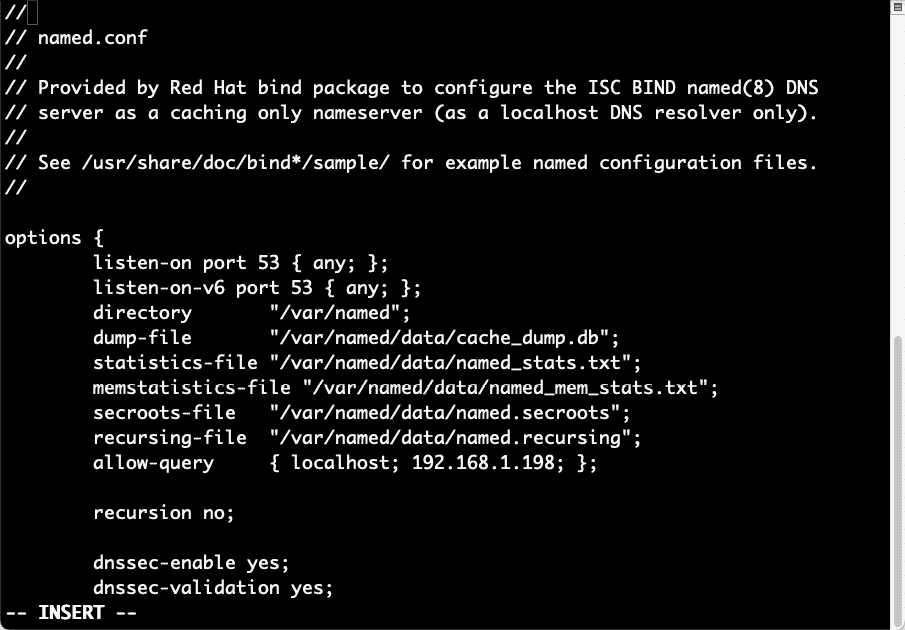 //
// named.conf
//
// Provided by Red Hat bind package to configure the ISC BIND named(8) DNS
// server as a caching only nameserver (as a localhost DNS resolver only).
//
// See /usr/share/doc/bind*/sample/ for example named configuration files.
//
options {
listen-on port 53 { any; };
listen-on-v6 port 53 { any; };
directory "/var/named";
dump-file "/var/named/data/cache_dump.db";
statistics-file "/var/named/data/named_stats.txt";
memstatistics-file "/var/named/data/named_mem_stats.txt";
secroots-file "/var/named/data/named.secroots";
recursing-file "/var/named/data/named.recursing";
allow-query { localhost; 192.168.1.198; };
recursion no;
dnssec-enable yes;
dnssec-validation yes;
-- INSERT --